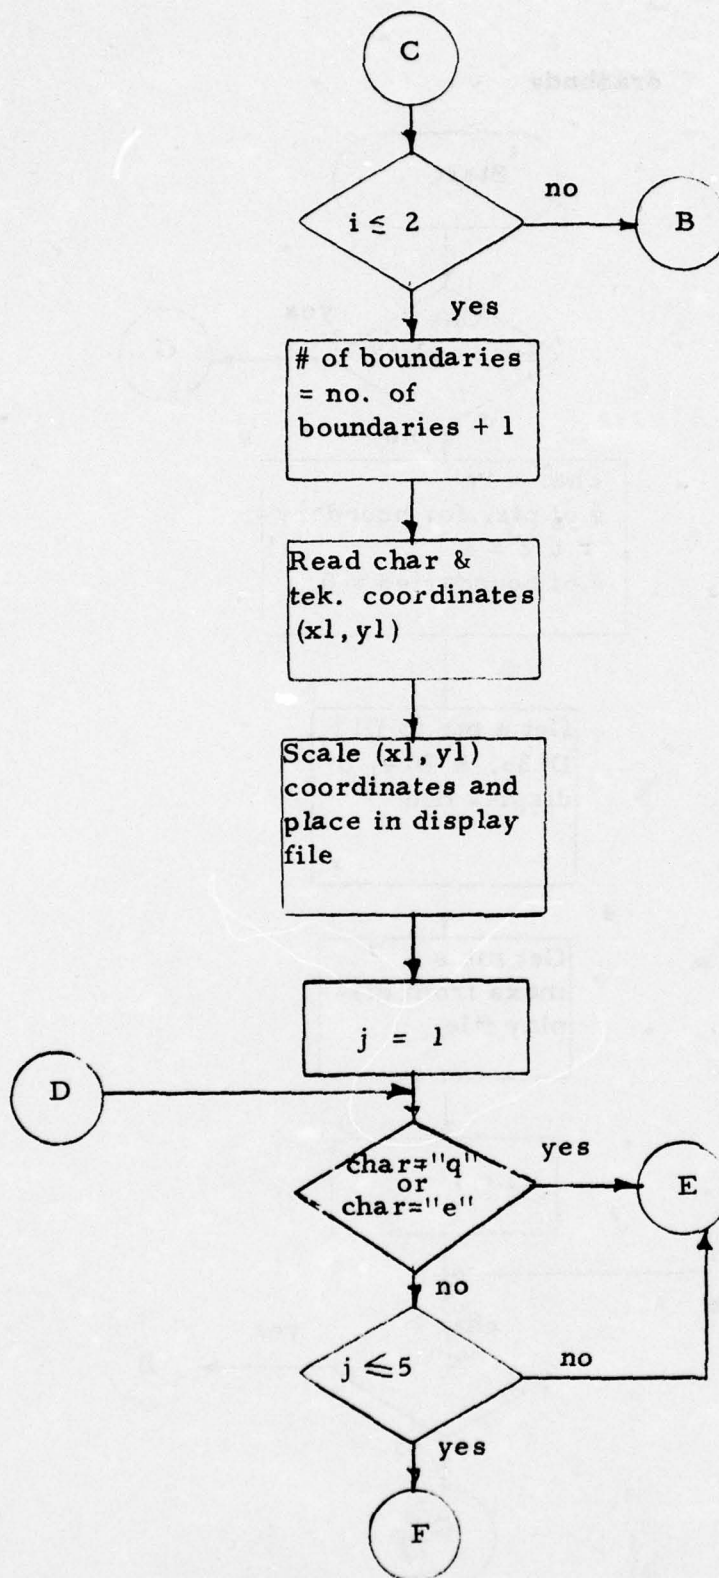 C
i ≤ 2
no
B
yes
# of boundaries
= no. of
boundaries + 1
Read char &
tek. coordinates
(x1, y1)
Scale (x1, y1)
coordinates and
place in display
file
j = 1
D
char="q"
or
char="e"
yes
E
no
j ≤ 5
no
yes
F